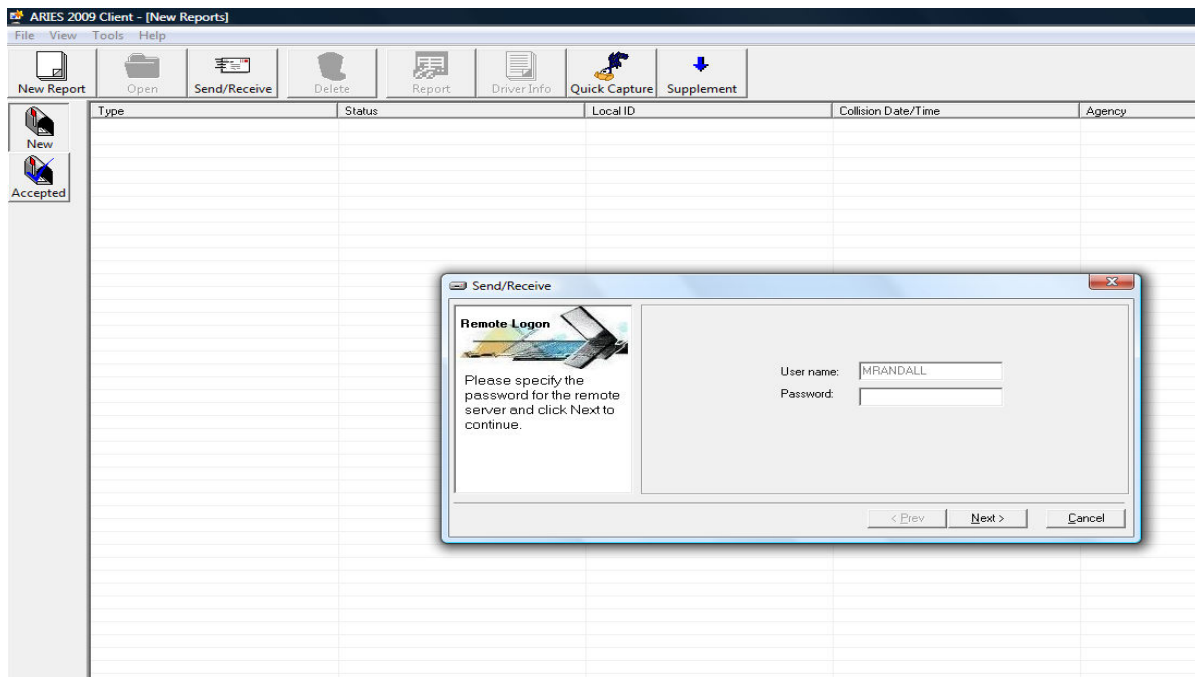 ARIES 2009 Client - [New Reports]
File View Tools Help
New Report Open Send/Receive Delete Report Driver Info Quick Capture Supplement
Type Status Local ID Collision Date/Time Agency
New
Accepted
Send/Receive
Remote Logon
Please specify the
password for the remote
server and click Next to
continue.
User name: MRANDALL
Password:
< Prev Next > Cancel